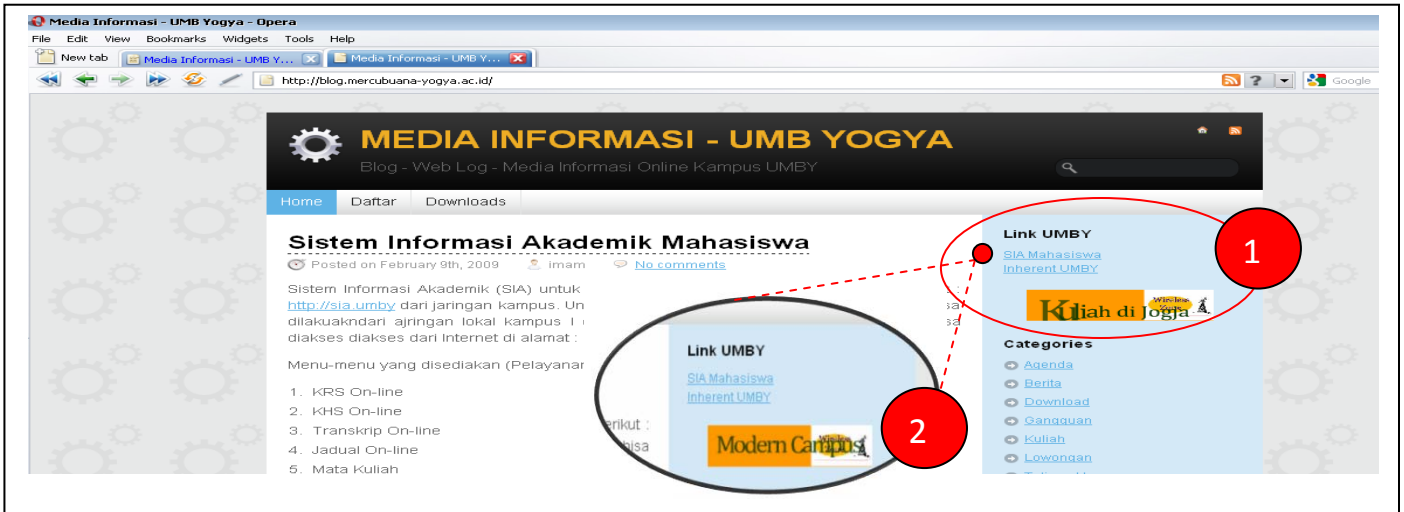 Media Informasi - UMB Yogya - Opera
File Edit View Bookmarks Widgets Tools Help
New tab Media Informasi - UMB Y... Media Informasi - UMB Y...
http://blog.mercubuana-yogya.ac.id/ ? Google
MEDIA INFORMASI - UMB YOGYA
Blog - Web Log - Media Informasi Online Kampus UMBY
Home Daftar Downloads
Sistem Informasi Akademik Mahasiswa
Posted on February 9th, 2009 imam No comments
Sistem Informasi Akademik (SIA) untuk
http://sia.umby dari jaringan kampus. Un
dilakuakndari ajringan lokal kampus I
diakses diakses dari Internet di alamat :
Menu-menu yang disediakan (Pelayanan
1. KRS On-line
2. KHS On-line
3. Transkrip On-line
4. Jadual On-line
5. Mata Kuliah
erikut :
bisa
Link UMBY
SIA Mahasiswa
Inherent UMBY
Modern Campus
2
Link UMBY
SIA Mahasiswa
Inherent UMBY
Kuliah di Jogja
1
Categories
Agenda
Berita
Download
Gangguan
Kuliah
Lowongan